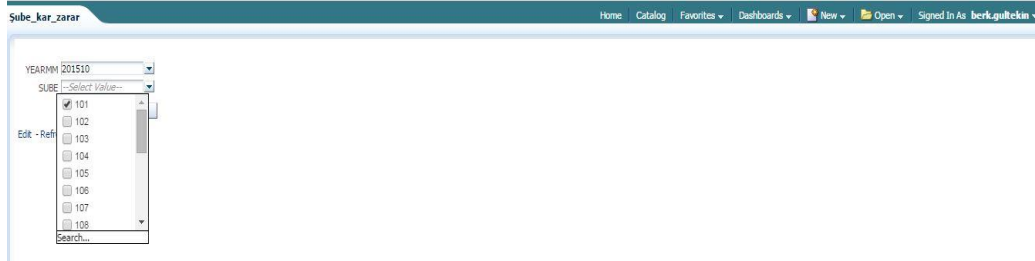 Şube_kar_zarar
Home Catalog Favorites Dashboards New Open Signed In As berk.gultekin
YEARMM 201510
SUBE --Select Value--
101
102
103
Edit - Refr
104
105
106
107
108
Search...